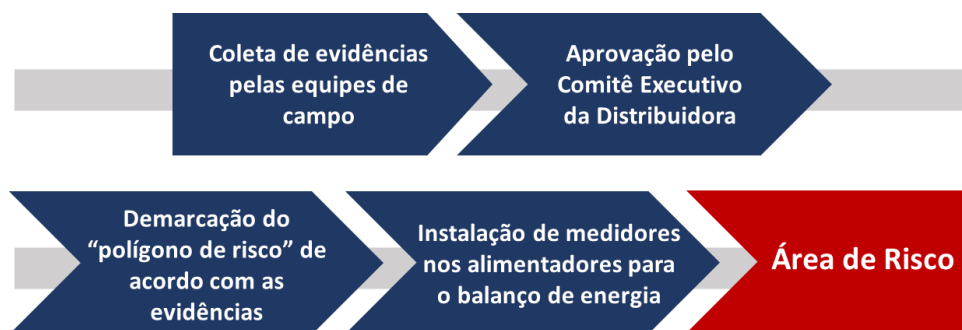 Coleta de evidências
pelas equipes de
campo
Aprovação pelo
Comitê Executivo
da Distribuidora
Demarcação do
“polígono de risco” de
acordo com as
evidências
Instalação de medidores
nos alimentadores para
o balanço de energia
Área de Risco